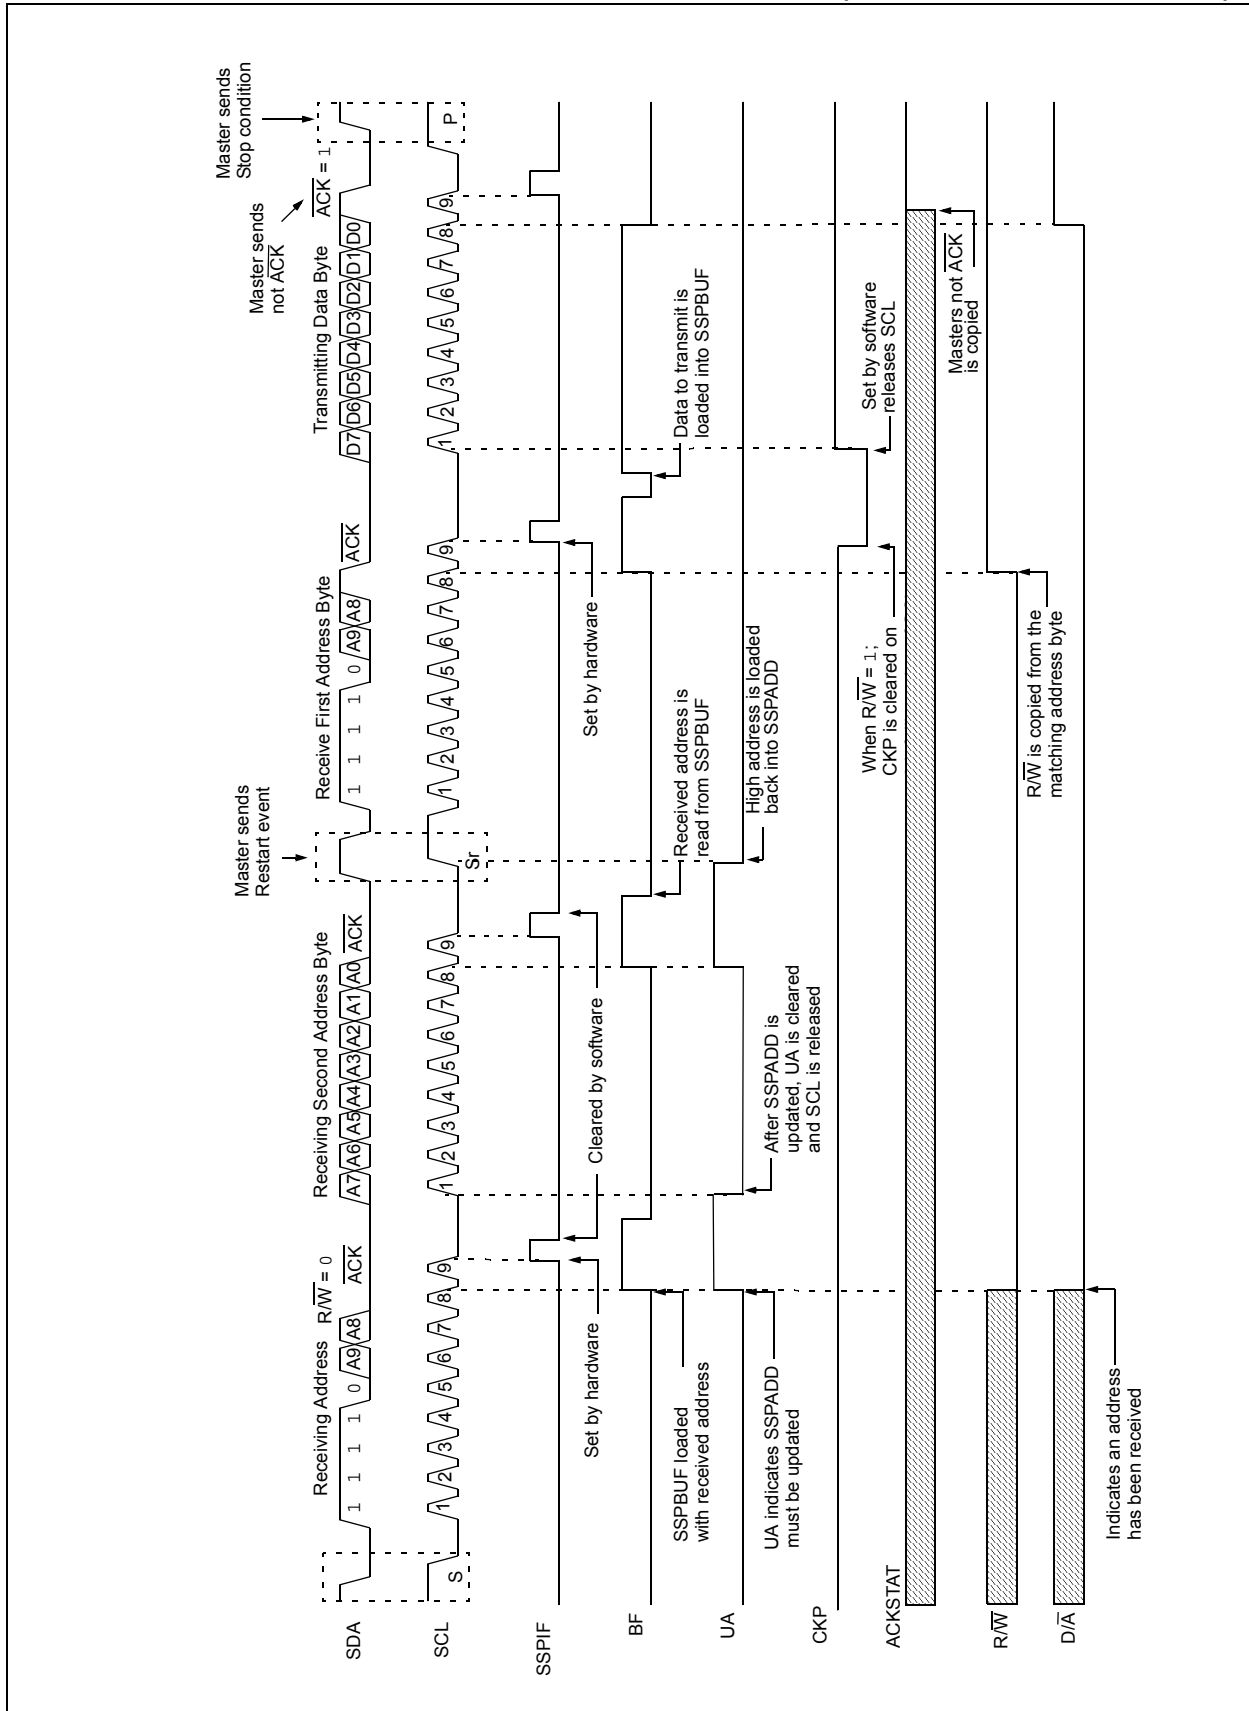 Master sends
Stop condition
Master sends
not A̅C̅K̅
Master sends
Restart event
Receiving Address R/W̅ = 0
Receiving Second Address Byte
Receive First Address Byte
Transmitting Data Byte
A̅C̅K̅ = 1
SDA
1 1 1 1 0 A9 A8 A̅C̅K̅
A7 A6 A5 A4 A3 A2 A1 A0 A̅C̅K̅
1 1 1 1 0 A9 A8 A̅C̅K̅
D7 D6 D5 D4 D3 D2 D1 D0
SCL
S
1 2 3 4 5 6 7 8 9
1 2 3 4 5 6 7 8 9
Sr
1 2 3 4 5 6 7 8 9
1 2 3 4 5 6 7 8 9
P
SSPIF
Set by hardware
Cleared by software
Set by hardware
BF
SSPBUF loaded
with received address
Received address is
read from SSPBUF
Data to transmit is
loaded into SSPBUF
UA
UA indicates SSPADD
must be updated
After SSPADD is
updated, UA is cleared
and SCL is released
High address is loaded
back into SSPADD
CKP
When R/W̅ = 1;
CKP is cleared on
Set by software
releases SCL
ACKSTAT
Masters not A̅C̅K̅
is copied
R/W̅
R/W̅ is copied from the
matching address byte
D/A̅
Indicates an address
has been received